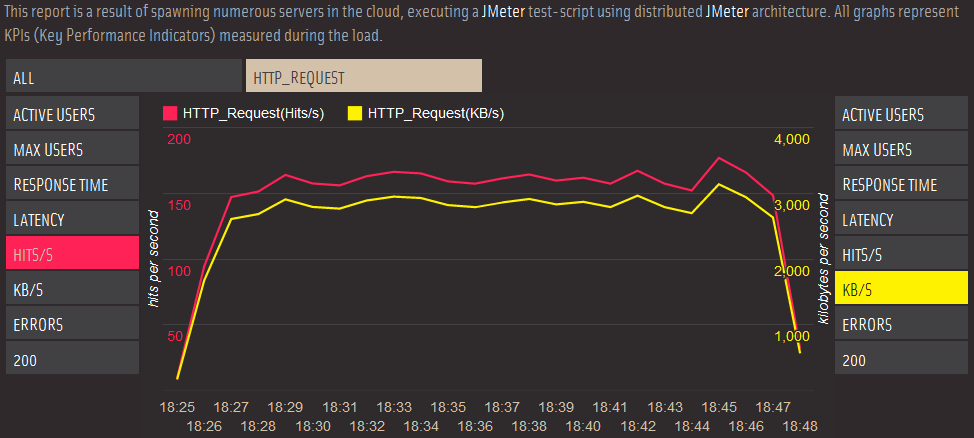 This report is a result of spawning numerous servers in the cloud, executing a JMeter test-script using distributed JMeter architecture. All graphs represent
KPIs (Key Performance Indicators) measured during the load.
ALL
HTTP_REQUEST
ACTIVE USERS
MAX USERS
RESPONSE TIME
LATENCY
HITS/S
KB/S
ERRORS
200
HTTP_Request(Hits/s)
HTTP_Request(KB/s)
200
150
100
50
hits per second
4,000
3,000
2,000
1,000
kilobytes per second
18:25 18:27 18:29 18:31 18:33 18:35 18:37 18:39 18:41 18:43 18:45 18:47
18:26 18:28 18:30 18:32 18:34 18:36 18:38 18:40 18:42 18:44 18:46 18:48
ACTIVE USERS
MAX USERS
RESPONSE TIME
LATENCY
HITS/S
KB/S
ERRORS
200